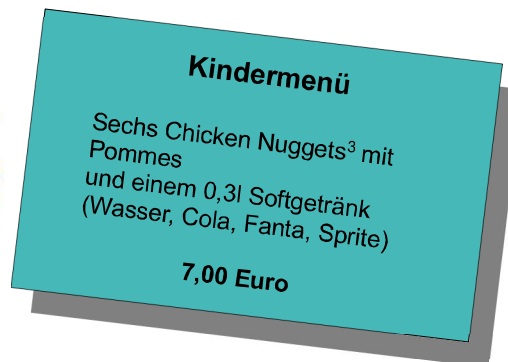 Kindermenü
Sechs Chicken Nuggets³ mit
Pommes
und einem 0,3l Softgetränk
(Wasser, Cola, Fanta, Sprite)
7,00 Euro